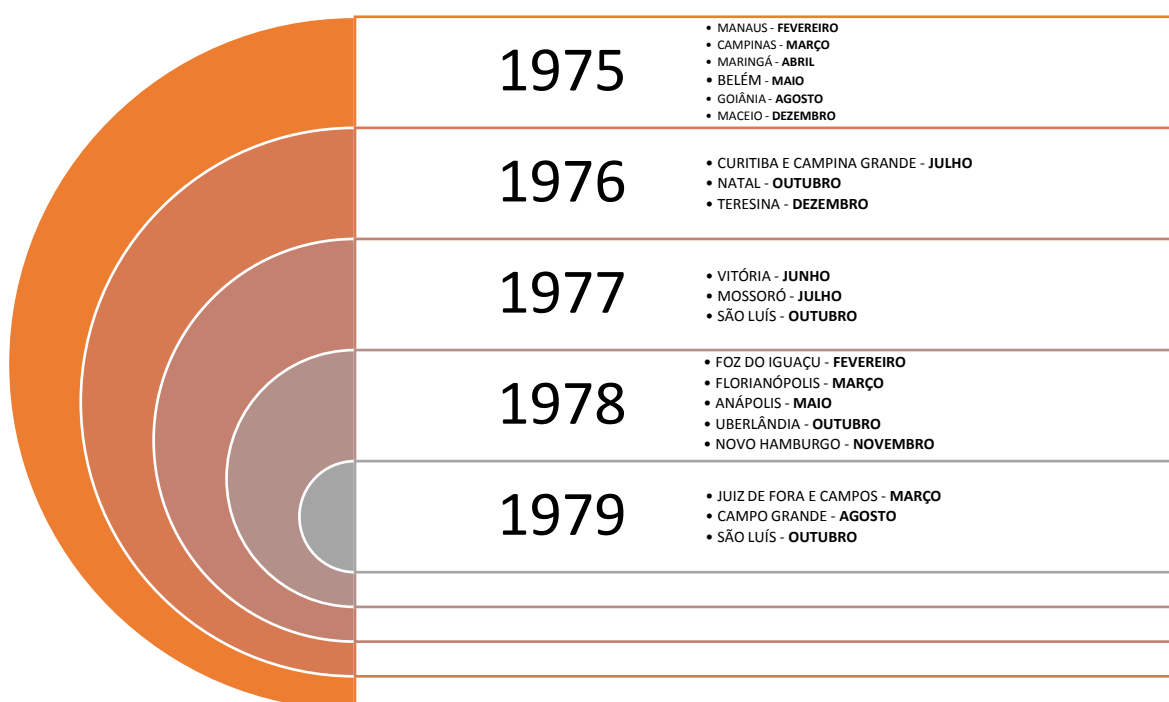 1975
• MANAUS - FEVEREIRO
• CAMPINAS - MARÇO
• MARINGÁ - ABRIL
• BELÉM - MAIO
• GOIÂNIA - AGOSTO
• MACEIO - DEZEMBRO
1976
• CURITIBA E CAMPINA GRANDE - JULHO
• NATAL - OUTUBRO
• TERESINA - DEZEMBRO
1977
• VITÓRIA - JUNHO
• MOSSORÓ - JULHO
• SÃO LUÍS - OUTUBRO
1978
• FOZ DO IGUAÇU - FEVEREIRO
• FLORIANÓPOLIS - MARÇO
• ANÁPOLIS - MAIO
• UBERLÂNDIA - OUTUBRO
• NOVO HAMBURGO - NOVEMBRO
1979
• JUIZ DE FORA E CAMPOS - MARÇO
• CAMPO GRANDE - AGOSTO
• SÃO LUÍS - OUTUBRO